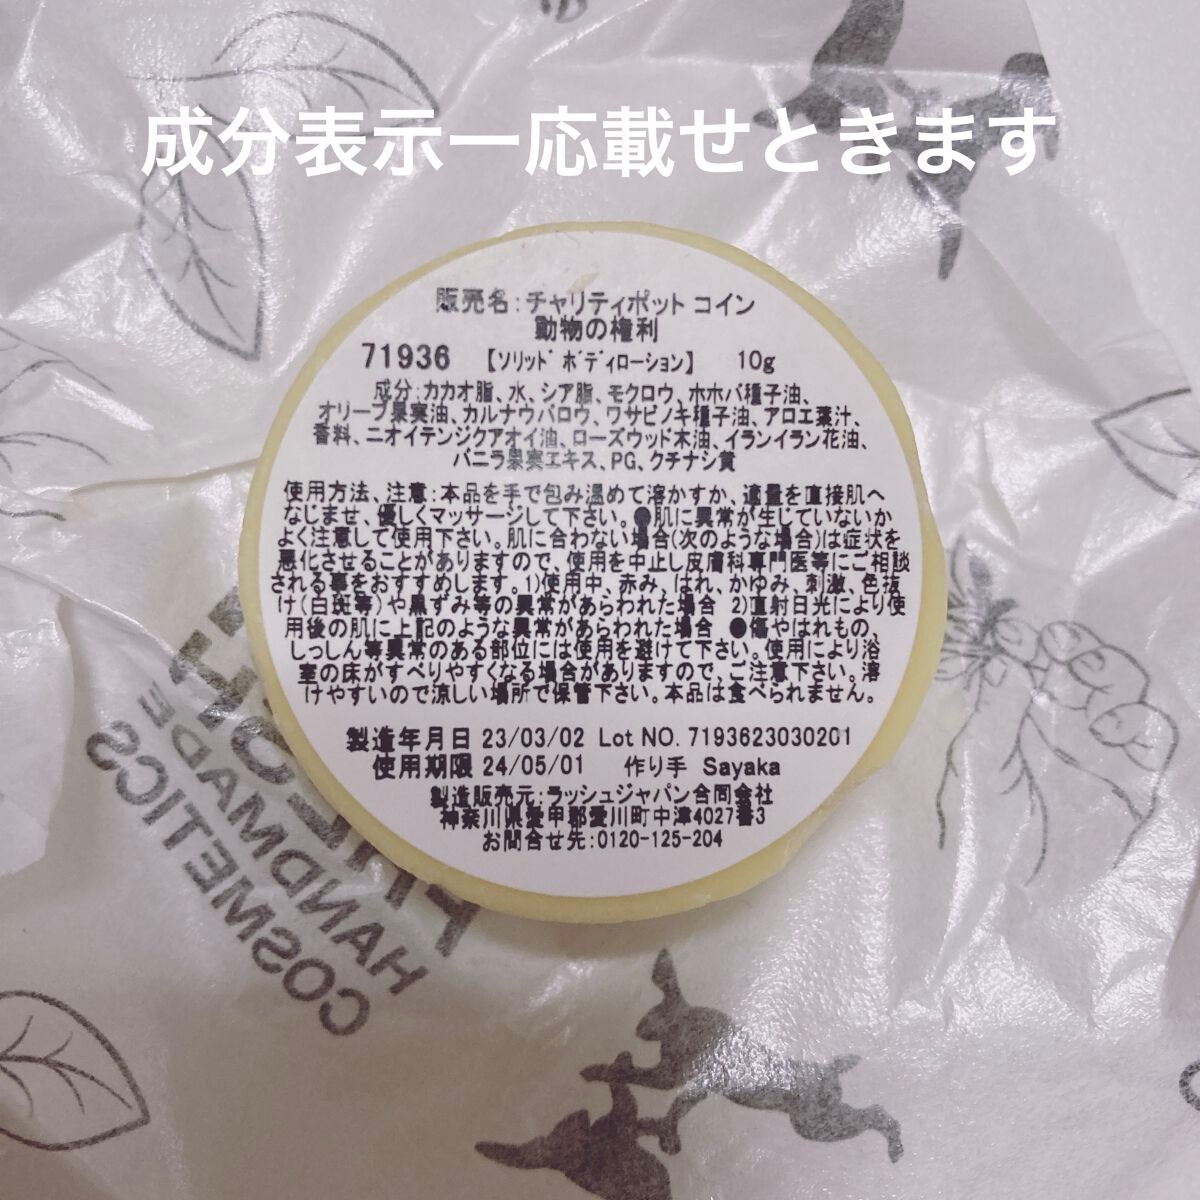 成分表示一応載せときます
販売名:チャリティポット コイン
動物の権利
71936 【ソリッド ボディローション】 10g
成分:カカオ脂、水、シア脂、モクロウ、ホホバ種子油、
オリーブ果実油、カルナウバロウ、ワサビノキ種子油、アロエ葉汁、
香料、ニオイテンジクアオイ油、ローズウッド木油、イランイラン花油、
バニラ果実エキス、PG、クチナシ黄
使用方法、注意:本品を手で包み温めて溶かすか、適量を直接肌へ
なじませ、優しくマッサージして下さい。●肌に異常が生じていないか
よく注意して使用下さい。肌に合わない場合(次のような場合)は症状を
悪化させることがありますので、使用を中止し皮膚科専門医等にご相談
される事をおすすめします。1)使用中、赤み、はれ、かゆみ、刺激、色抜
け(白斑等)や黒ずみ等の異常があらわれた場合 2)直射日光により使
用後の肌に上記のような異常があらわれた場合 ●傷やはれもの、
しっしん等異常のある部位には使用を避けて下さい。使用により浴
室の床がすべりやすくなる場合がありますので、ご注意下さい。溶
けやすいので涼しい場所で保管下さい。本品は食べられません。
製造年月日 23/03/02 Lot NO. 7193623030201
使用期限 24/05/01 作り手 Sayaka
製造販売元:ラッシュジャパン合同会社
神奈川県愛甲郡愛川町中津4027番3
お問合せ先:0120-125-204
HANDMADE
COSMETICS